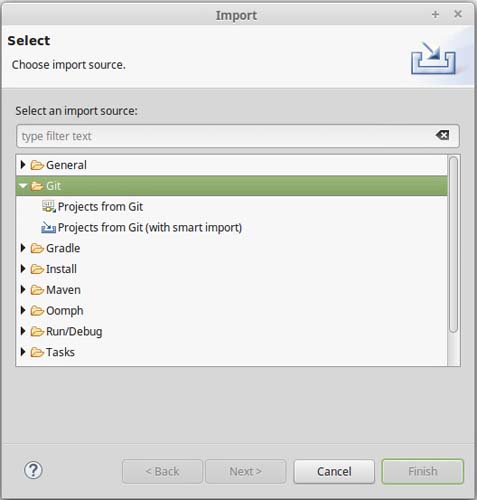 Import
Select
Choose import source.
Select an import source:
type filter text
General
Git
Projects from Git
Projects from Git (with smart import)
Gradle
Install
Maven
Oomph
Run/Debug
Tasks
< Back Next > Cancel Finish